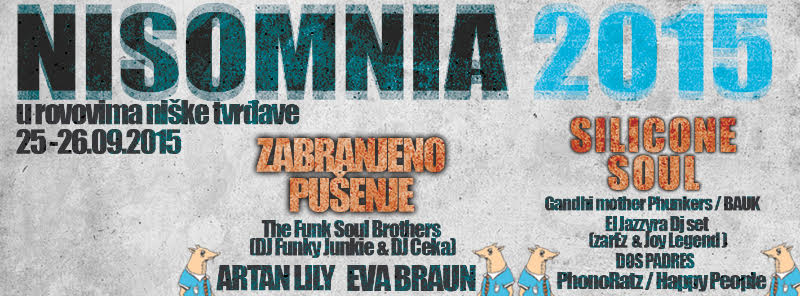 NISOMNIA 2015
u rovovima niške tvrđave
25-26.09.2015
ZABRANJENO
PUŠENJE
The Funk Soul Brothers
(DJ Funky Junkie & DJ Ceka)
ARTAN LILY EVA BRAUN
SILICONE
SOUL
Gandhi mother Phunkers / BAUK
El Jazzyra Dj set
(zarEz & Joy Legend)
DOS PADRES
PhonoRatz / Happy People